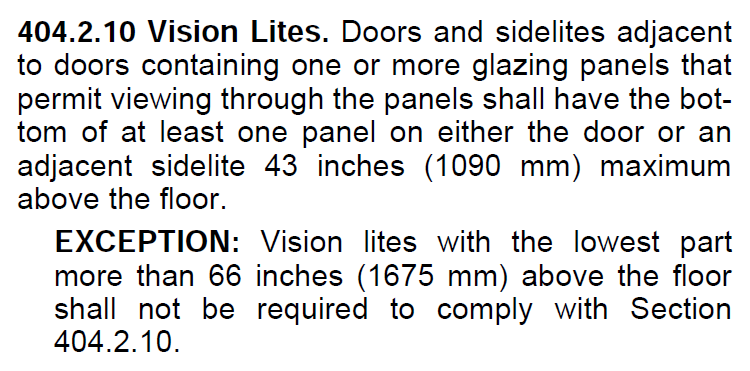 404.2.10 Vision Lites. Doors and sidelites adjacent
to doors containing one or more glazing panels that
permit viewing through the panels shall have the bot-
tom of at least one panel on either the door or an
adjacent sidelite 43 inches (1090 mm) maximum
above the floor.
EXCEPTION: Vision lites with the lowest part
more than 66 inches (1675 mm) above the floor
shall not be required to comply with Section
404.2.10.